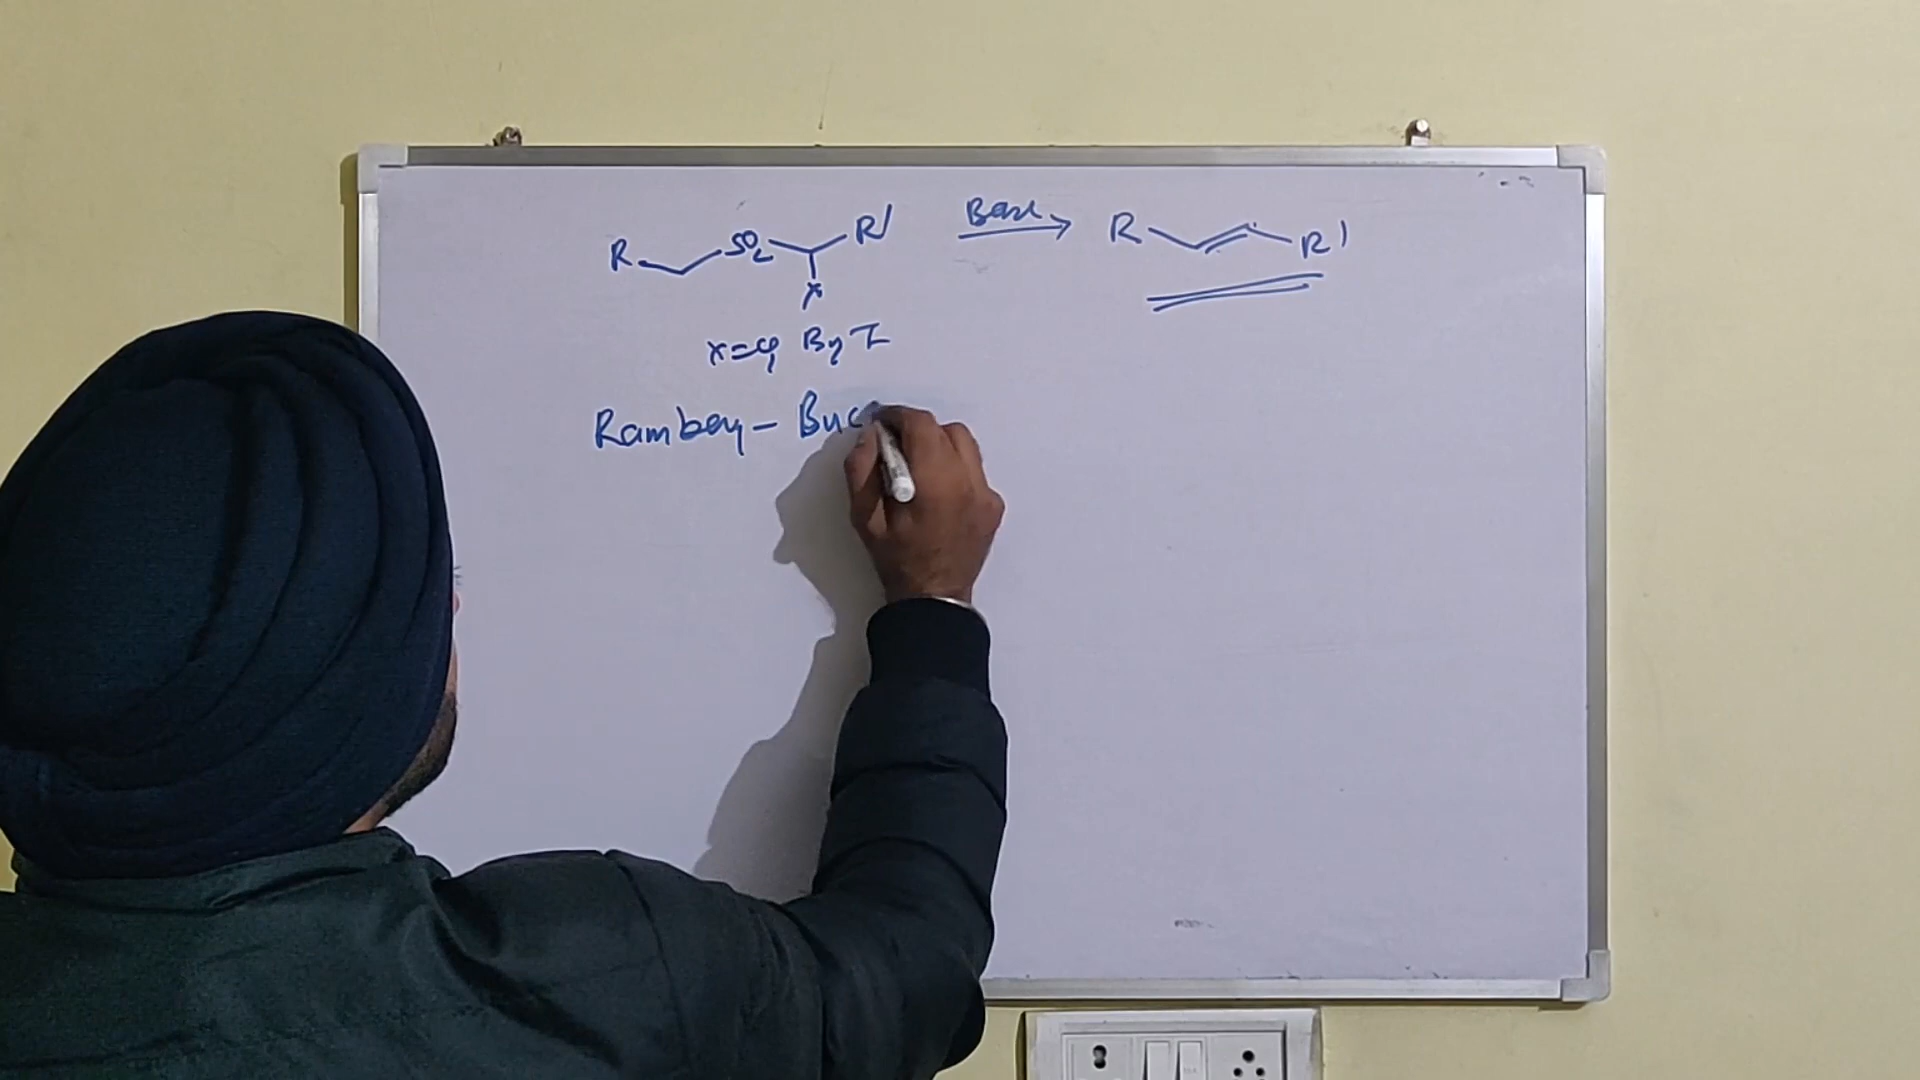 R SO2 R' Base R R'
X
X=Cl, Br, I
Ramberg - Buc